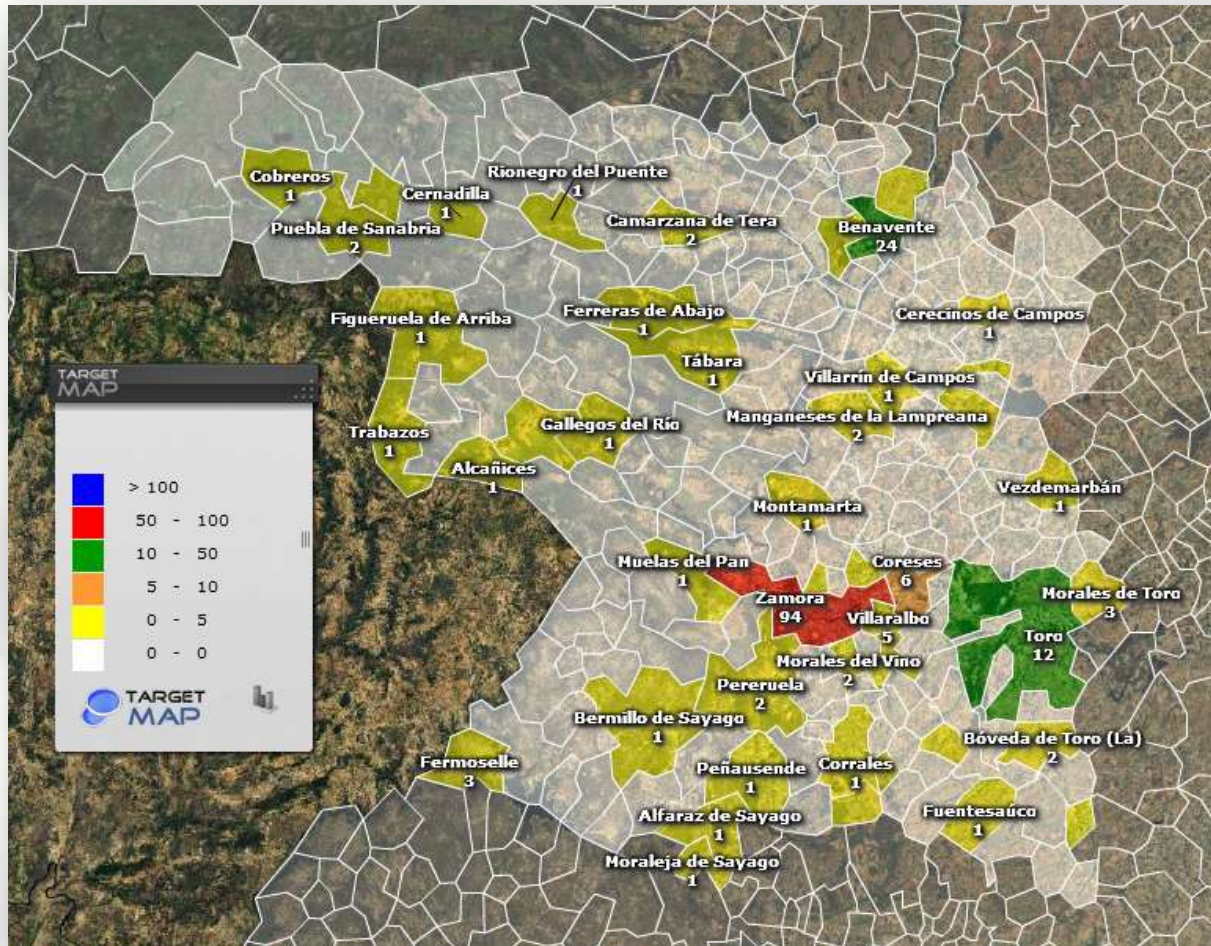 Cobreros
1
Cernadilla
1
Rionegro del Puente
1
Puebla de Sanabria
2
Camarzana de Tera
2
Benavente
24
Figueruela de Arriba
1
Ferreras de Abajo
1
Cerecinos de Campos
1
Tábara
1
Villarrín de Campos
1
Manganeses de la Lampreana
2
Trabazos
1
Gallegos del Río
1
Alcañices
1
Vezdemarbán
1
Montamarta
1
Muelas del Pan
1
Coreses
6
Zamora
94
Villaralbo
5
Morales de Toro
3
Toro
12
Morales del Vino
2
Pereruela
2
Bermillo de Sayago
1
Fermoselle
3
Peñausende
1
Corrales
1
Bóveda de Toro (La)
2
Alfaraz de Sayago
1
Fuentesaúco
1
Moraleja de Sayago
1
TARGET
MAP
> 100
50 - 100
10 - 50
5 - 10
0 - 5
0 - 0
TARGET
MAP